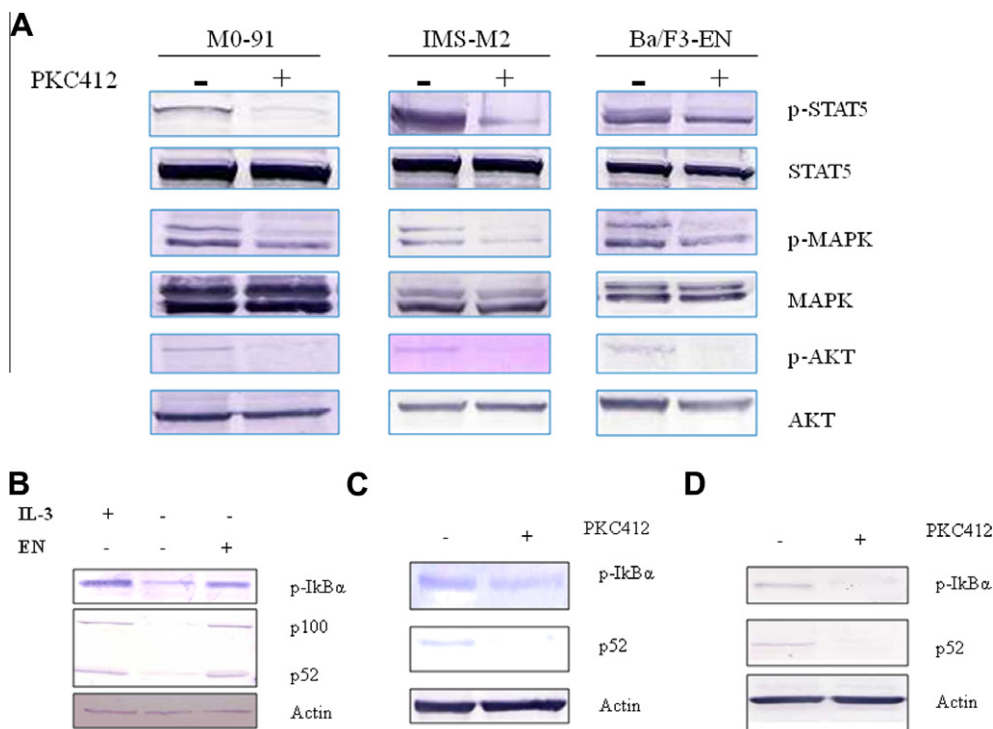 A
M0-91 IMS-M2 Ba/F3-EN
PKC412 - + - + - +
p-STAT5
STAT5
p-MAPK
MAPK
p-AKT
AKT
B
IL-3 + - -
EN - - +
p-IkBα
p100
p52
Actin
C
PKC412
- +
p-IkBα
p52
Actin
D
PKC412
- +
p-IkBα
p52
Actin